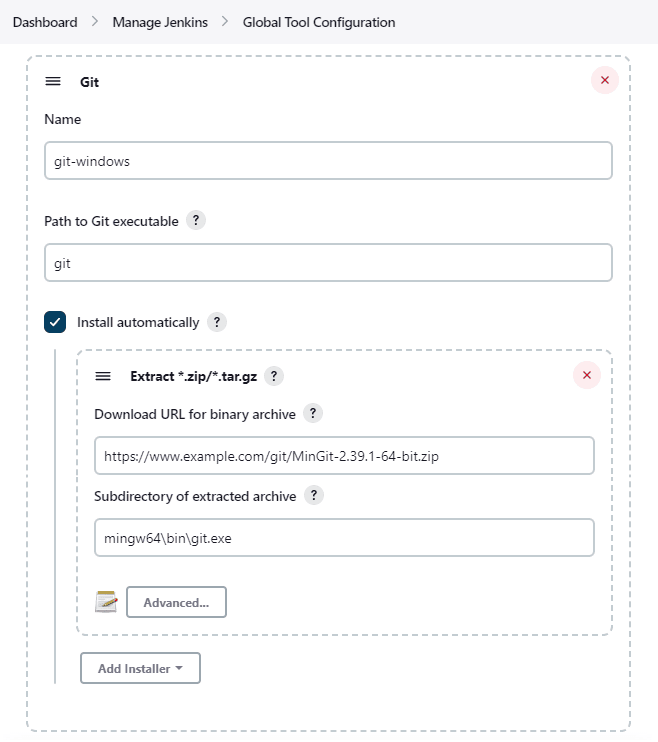 Dashboard > Manage Jenkins > Global Tool Configuration
Git
Name
git-windows
Path to Git executable ?
git
Install automatically ?
Extract *.zip/*.tar.gz ?
Download URL for binary archive ?
https://www.example.com/git/MinGit-2.39.1-64-bit.zip
Subdirectory of extracted archive ?
mingw64\bin\git.exe
Advanced...
Add Installer